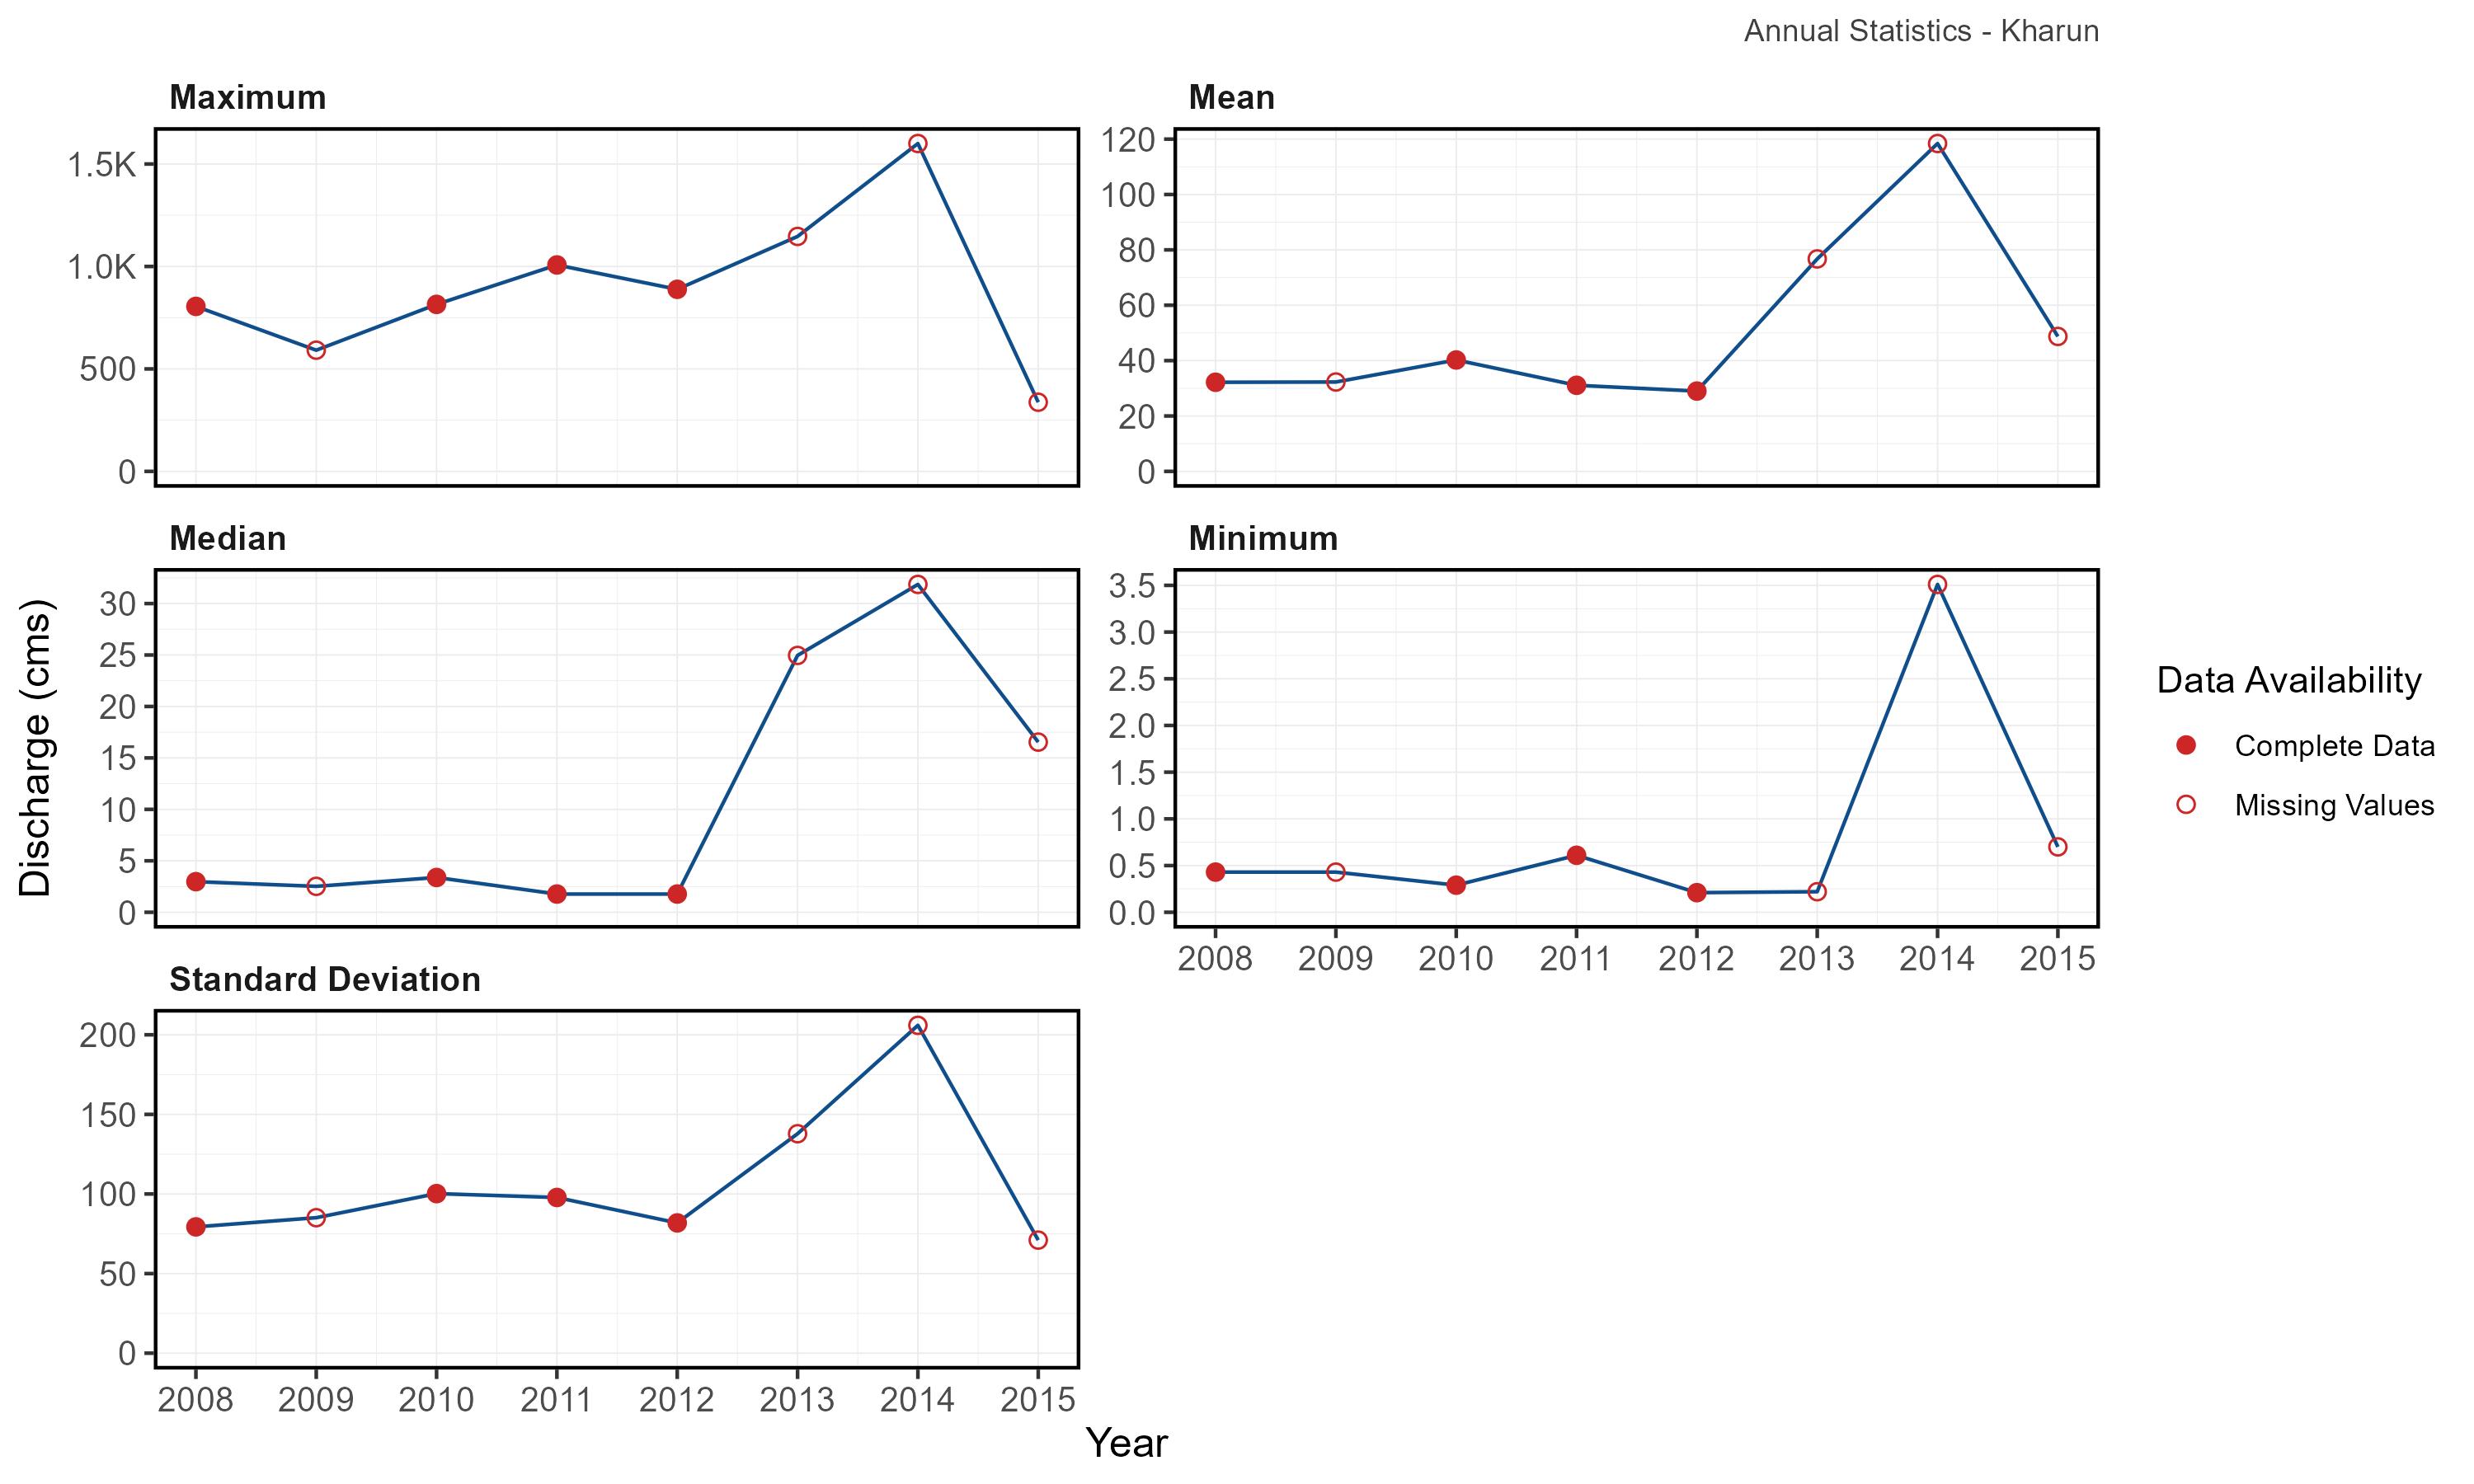 Annual Statistics - Kharun
Maximum
1.5K
1.0K
500
0
Mean
120
100
80
60
40
20
0
Discharge (cms)
Median
30
25
20
15
10
5
0
Minimum
3.5
3.0
2.5
2.0
1.5
1.0
0.5
0.0
2008 2009 2010 2011 2012 2013 2014 2015
Standard Deviation
200
150
100
50
0
2008 2009 2010 2011 2012 2013 2014 2015
Year
Data Availability
Complete Data
Missing Values